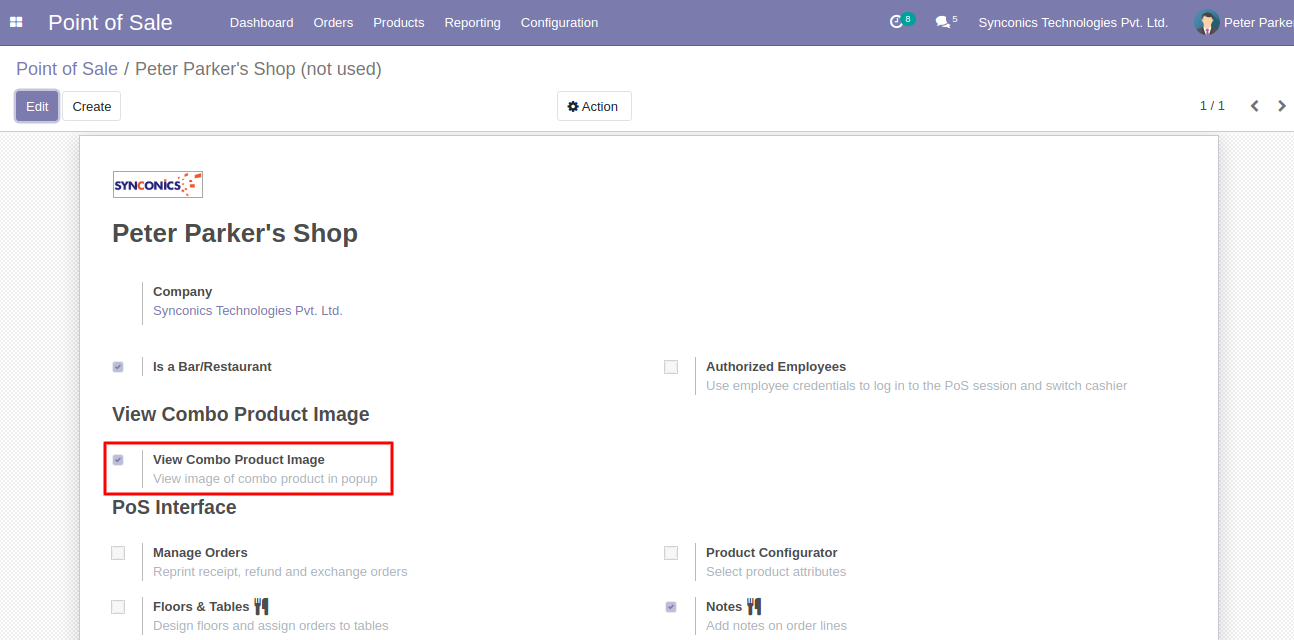 Point of Sale Dashboard Orders Products Reporting Configuration 8 5 Synconics Technologies Pvt. Ltd. Peter Parke
Point of Sale / Peter Parker's Shop (not used)
Edit Create Action 1 / 1
SYNCONICS
Peter Parker's Shop
Company
Synconics Technologies Pvt. Ltd.
Is a Bar/Restaurant Authorized Employees
Use employee credentials to log in to the PoS session and switch cashier
View Combo Product Image
View Combo Product Image
View image of combo product in popup
PoS Interface
Manage Orders Product Configurator
Reprint receipt, refund and exchange orders Select product attributes
Floors & Tables Notes
Design floors and assign orders to tables Add notes on order lines